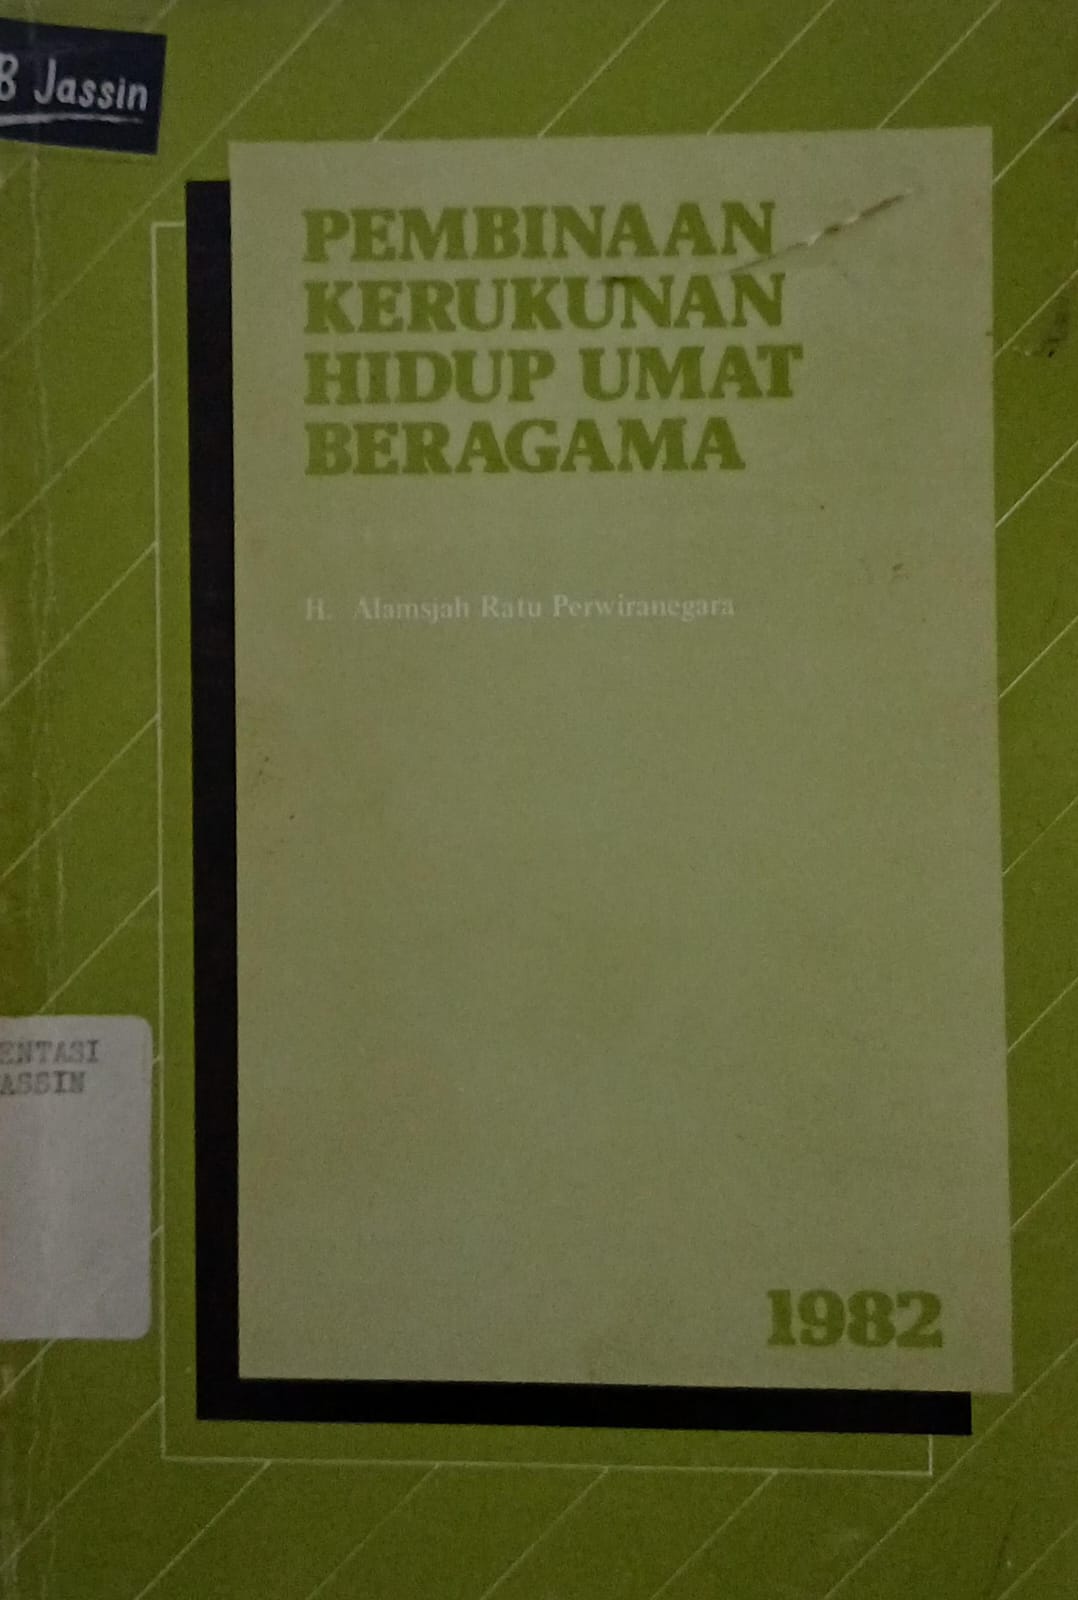 B Jassin
PEMBINAAN
KERUKUNAN
HIDUP UMAT
BERAGAMA
H. Alamsjah Ratu Perwiranegara
ENTASI
ASSIN
1982